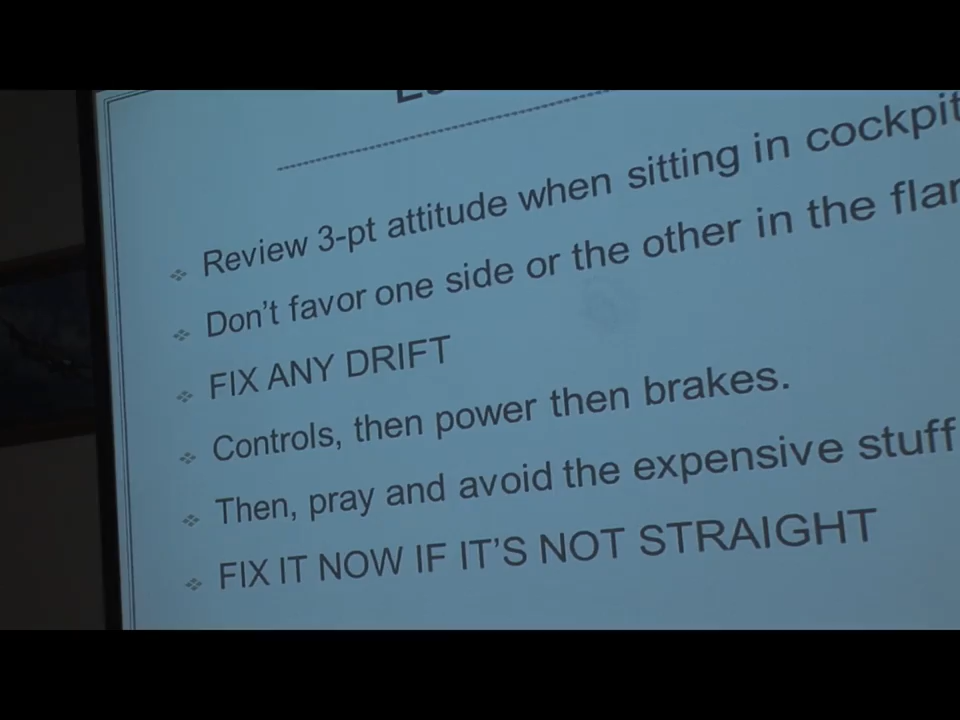 Review 3-pt attitude when sitting in cockpit
Don't favor one side or the other in the
FIX ANY DRIFT
Controls, then power then brakes.
Then, pray and avoid the expensive stuff
FIX IT NOW IF IT'S NOT STRAIGHT